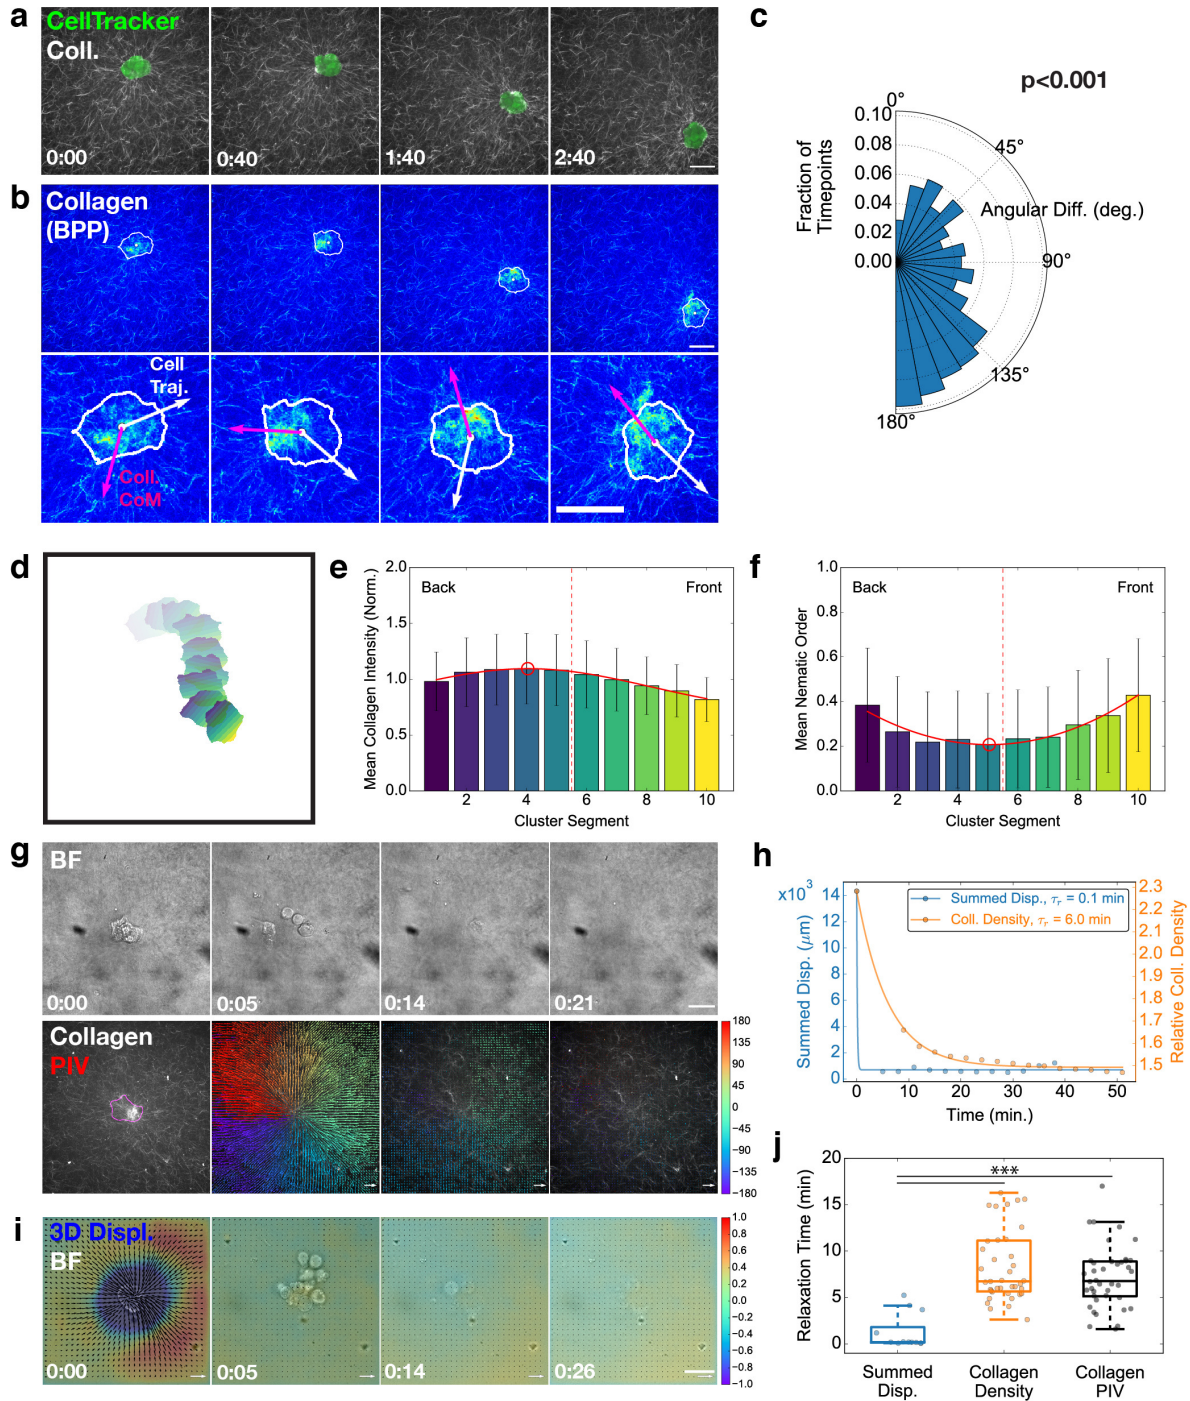 a
CellTracker
Coll.
0:00
0:40
1:40
2:40
b
Collagen
(BPP)
Cell
Traj.
Coll.
CoM
c
p<0.001
0°
45°
90°
135°
180°
0.10
0.08
0.06
0.04
0.02
0.00
Fraction of
Timepoints
Angular Diff. (deg.)
d
e
Back
Front
2.0
1.5
1.0
0.5
0.0
Mean Collagen Intensity (Norm.)
2 4 6 8 10
Cluster Segment
f
Back
Front
1.0
0.8
0.6
0.4
0.2
0.0
Mean Nematic Order
2 4 6 8 10
Cluster Segment
g
BF
0:00
0:05
0:14
0:21
Collagen
PIV
180
135
90
45
0
−45
−90
−135
−180
h
x10³
14
12
10
8
6
4
2
0
Summed Disp. (μm)
Summed Disp., τr = 0.1 min
Coll. Density, τr = 6.0 min
2.3
2.2
2.1
2.0
1.9
1.8
1.7
1.6
1.5
Relative Coll. Density
0 10 20 30 40 50
Time (min.)
i
3D Displ.
BF
0:00
0:05
0:14
0:26
1.0
0.8
0.6
0.4
0.2
0.0
−0.2
−0.4
−0.6
−0.8
−1.0
j
***
20
15
10
5
0
Relaxation Time (min)
Summed
Disp.
Collagen
Density
Collagen
PIV